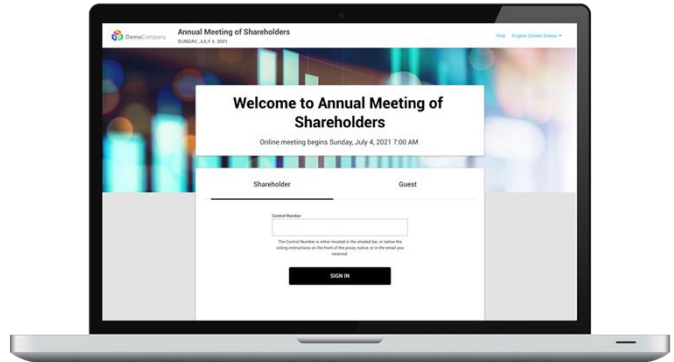 DemoCompany
Annual Meeting of Shareholders
SUNDAY, JULY 4, 2021
Help English (United States)
Welcome to Annual Meeting of
Shareholders
Online meeting begins Sunday, July 4, 2021 7:00 AM
Shareholder Guest
Control Number
The Control Number is either located in the shaded bar, or below the
voting instructions on the front of the proxy, notice, or in the email you
received.
SIGN IN